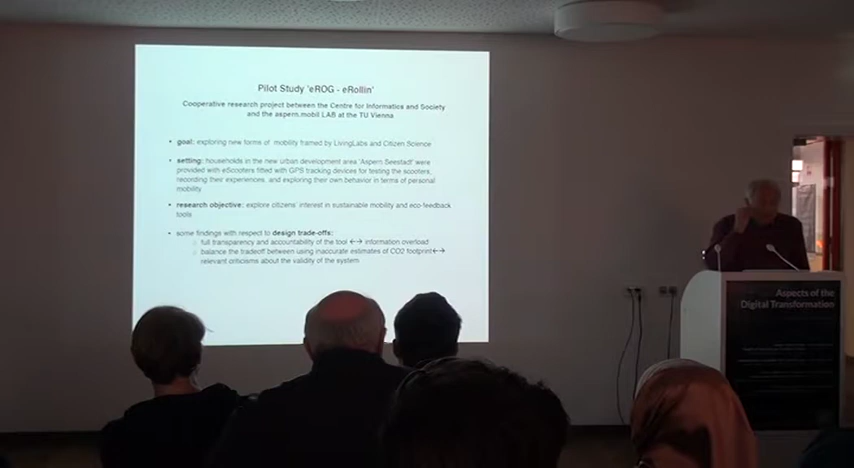 Pilot Study 'eROG - eRollin'
Cooperative research project between the Centre for Informatics and Society
and the aspern.mobil LAB at the TU Vienna
• goal: exploring new forms of mobility framed by LivingLabs and Citizen Science
• setting: households in the new urban development area 'Aspern Seestadt' were
provided with eScooters fitted with GPS tracking devices for testing the scooters,
recording their experiences, and exploring their own behavior in terms of personal
mobility
• research objective: explore citizens' interest in sustainable mobility and eco-feedback
tools
• some findings with respect to design trade-offs:
○ full transparency and accountability of the tool ⟷ information overload
○ balance the tradeoff between using inaccurate estimates of CO2 footprint⟷
relevant criticisms about the validity of the system
Aspects of the
Digital Transformation